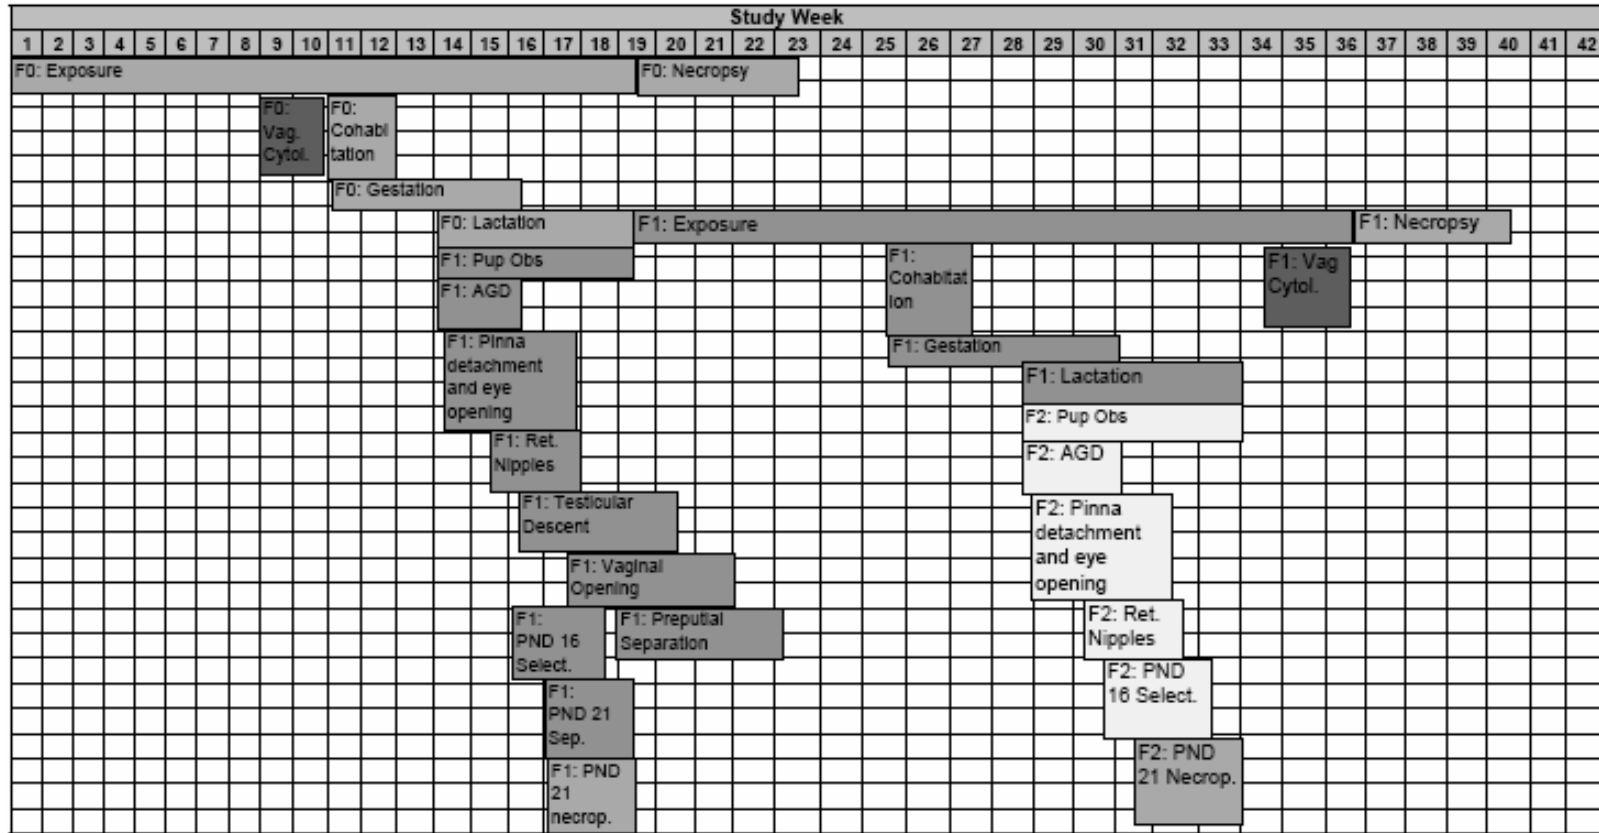 Study Week
1 2 3 4 5 6 7 8 9 10 11 12 13 14 15 16 17 18 19 20 21 22 23 24 25 26 27 28 29 30 31 32 33 34 35 36 37 38 39 40 41 42
F0: Exposure
F0: Necropsy
F0:
Vag.
Cytol.
F0:
Cohabi
tation
F0: Gestation
F0: Lactation
F1: Exposure
F1: Necropsy
F1: Pup Obs
F1:
Cohabitat
ion
F1: Vag
Cytol.
F1: AGD
F1: Pinna
detachment
and eye
opening
F1: Gestation
F1: Lactation
F2: Pup Obs
F1: Ret.
Nipples
F2: AGD
F1: Testicular
Descent
F2: Pinna
detachment
and eye
opening
F1: Vaginal
Opening
F1:
PND 16
Select.
F1: Preputial
Separation
F2: Ret.
Nipples
F2: PND
16 Select.
F1:
PND 21
Sep.
F2: PND
21 Necrop.
F1: PND
21
necrop.